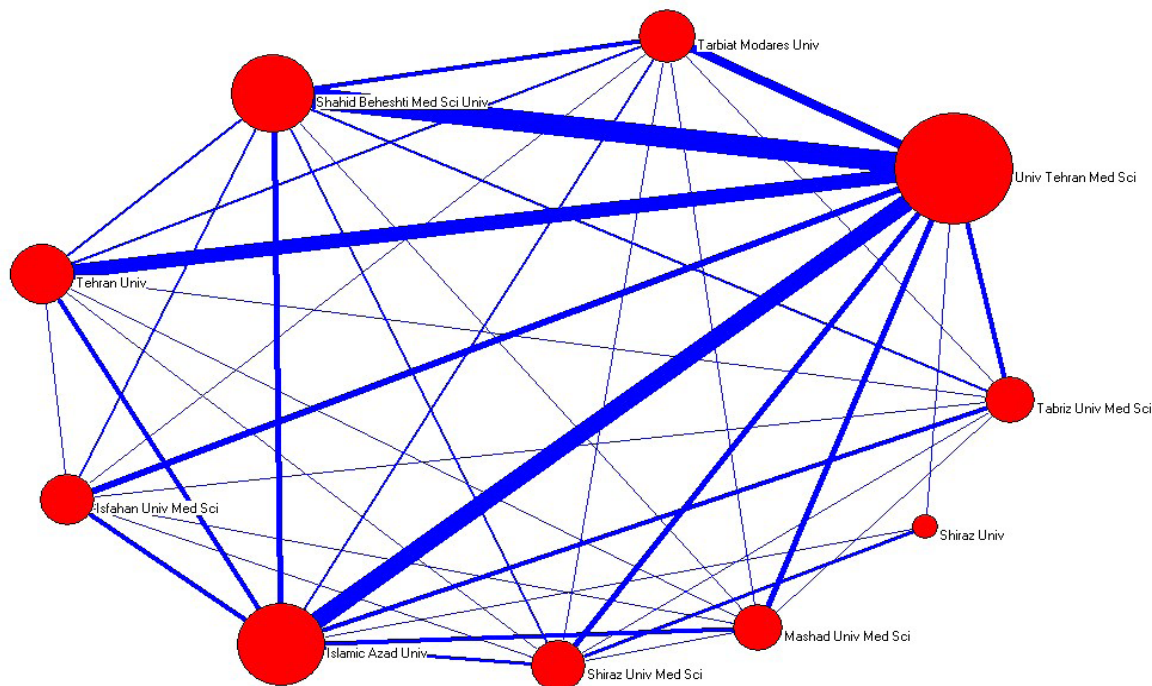 Tarbiat Modares Univ
Shahid Beheshti Med Sci Univ
Univ Tehran Med Sci
Tehran Univ
Tabriz Univ Med Sci
Isfahan Univ Med Sci
Shiraz Univ
Mashad Univ Med Sci
Islamic Azad Univ
Shiraz Univ Med Sci